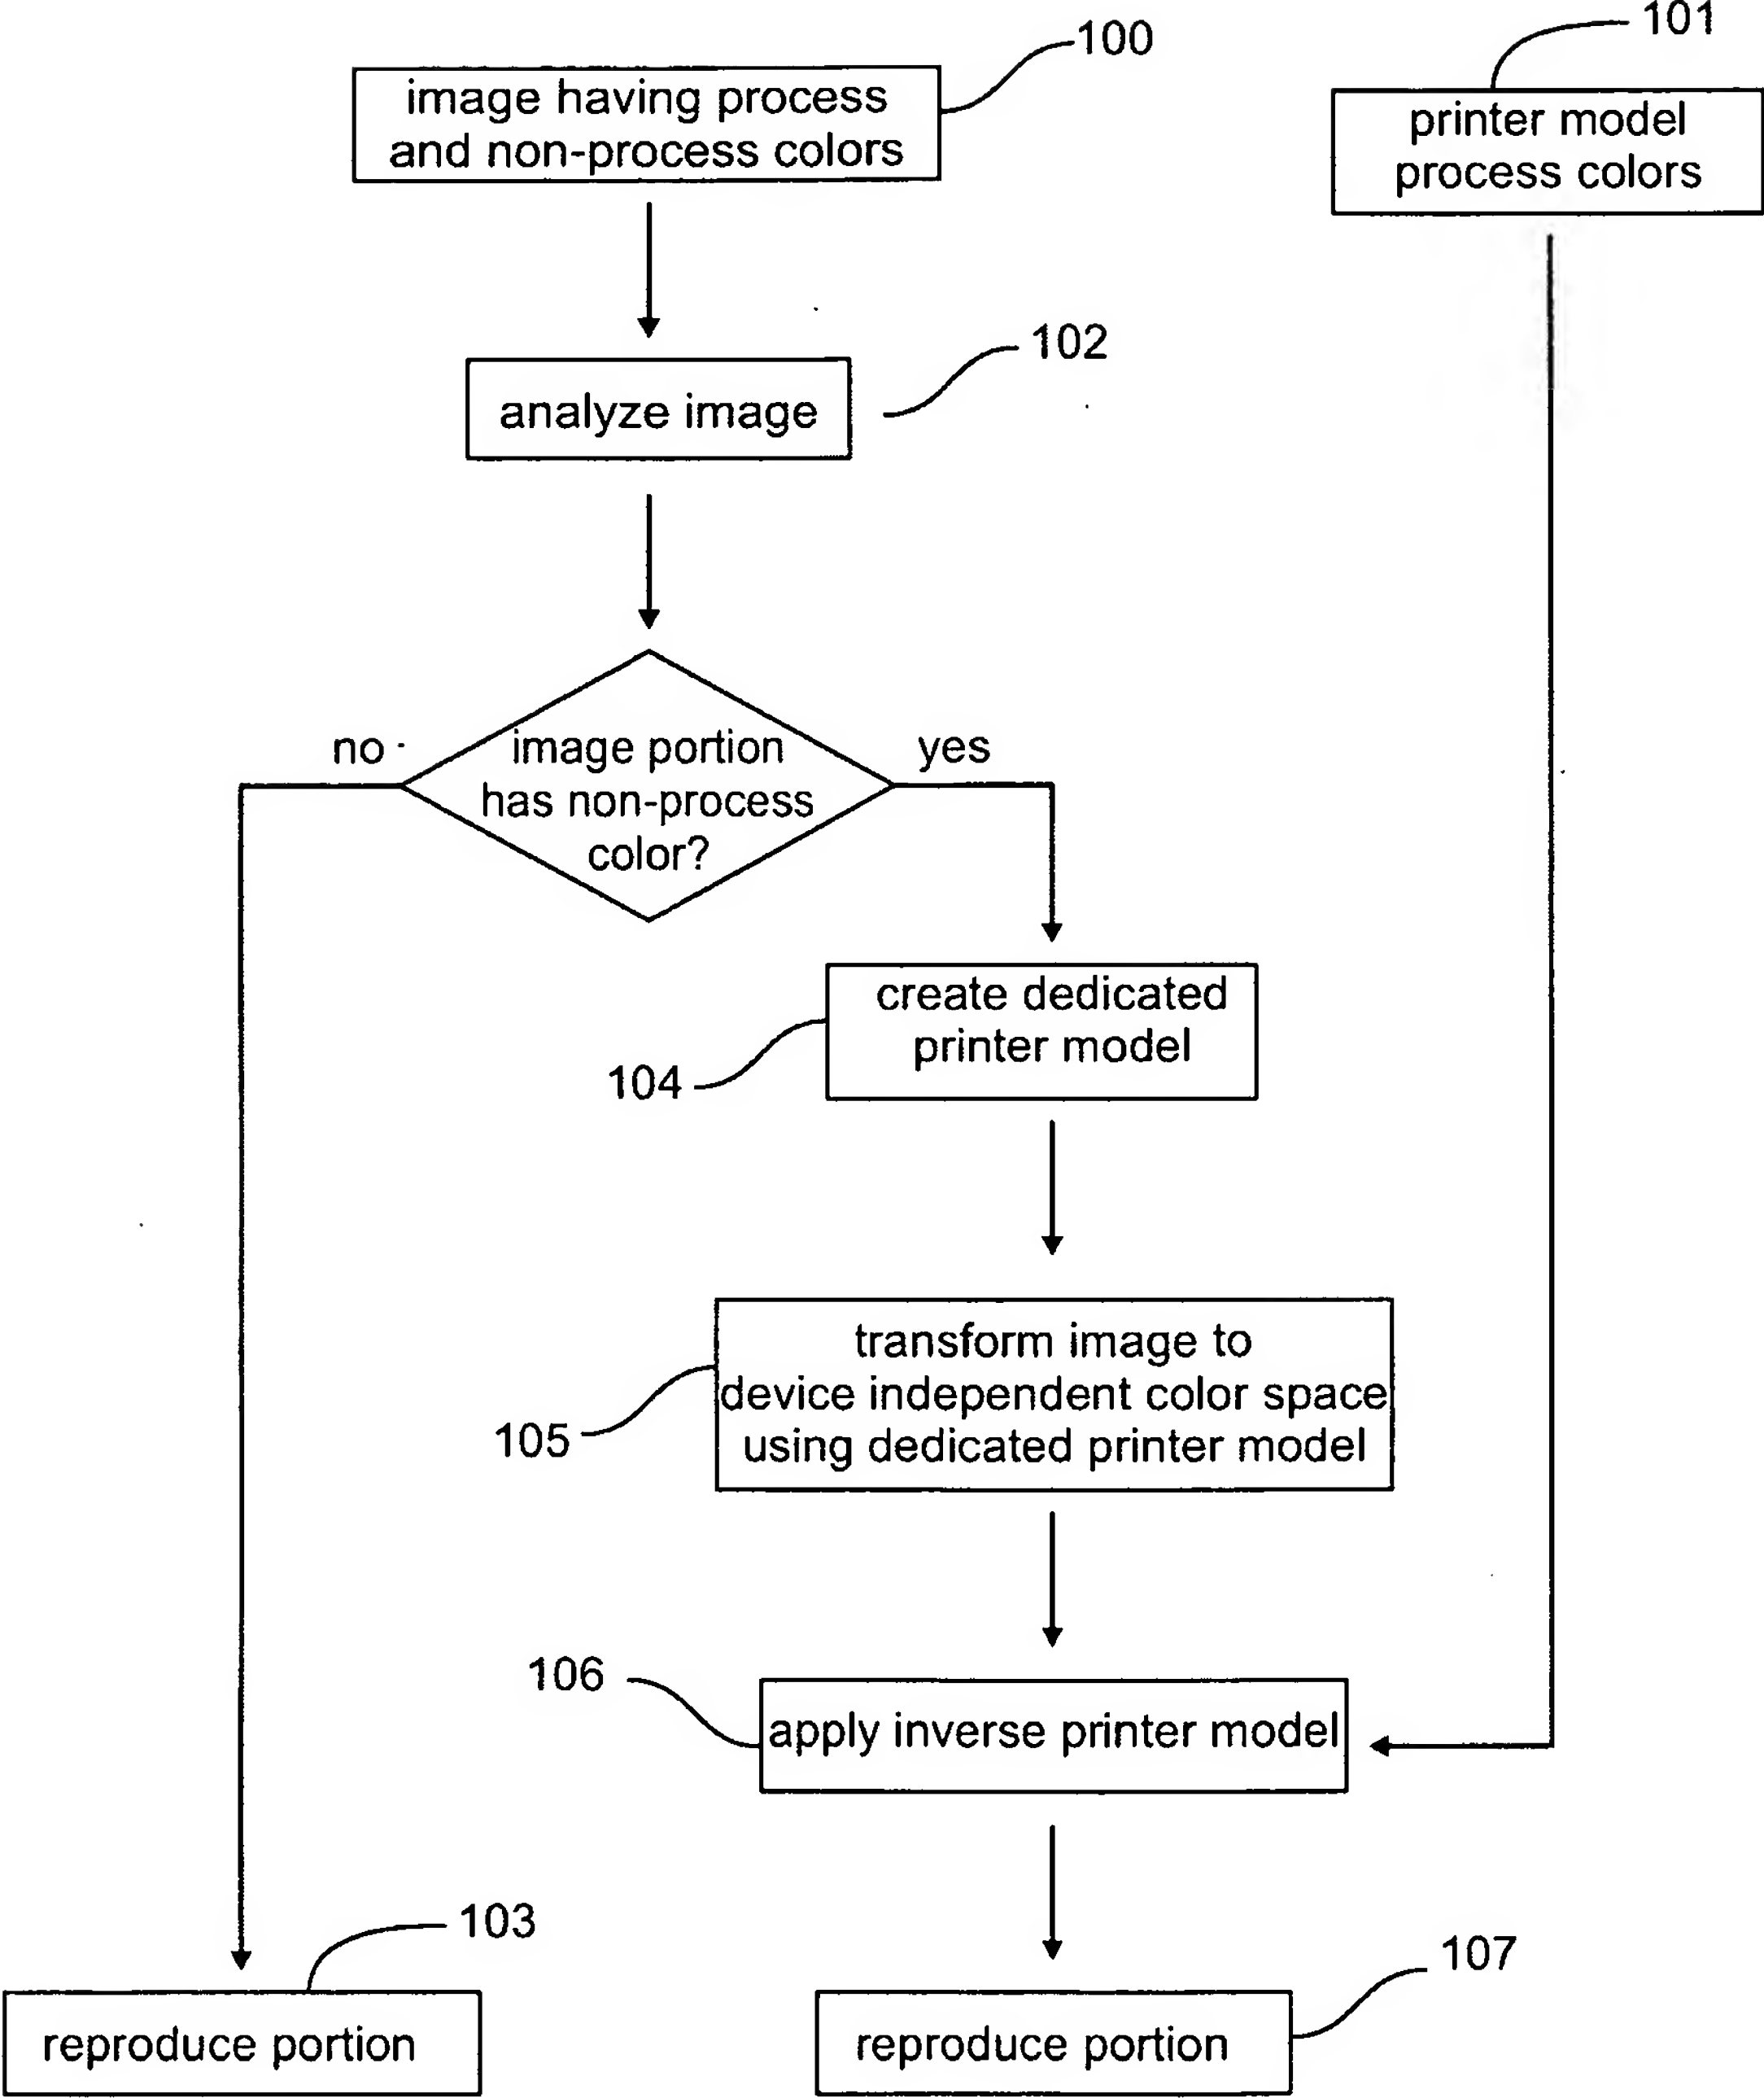 100
101
image having process
and non-process colors
printer model
process colors
102
analyze image
no
yes
image portion
has non-process
color?
create dedicated
printer model
104
transform image to
device independent color space
using dedicated printer model
105
106
apply inverse printer model
103
107
reproduce portion
reproduce portion